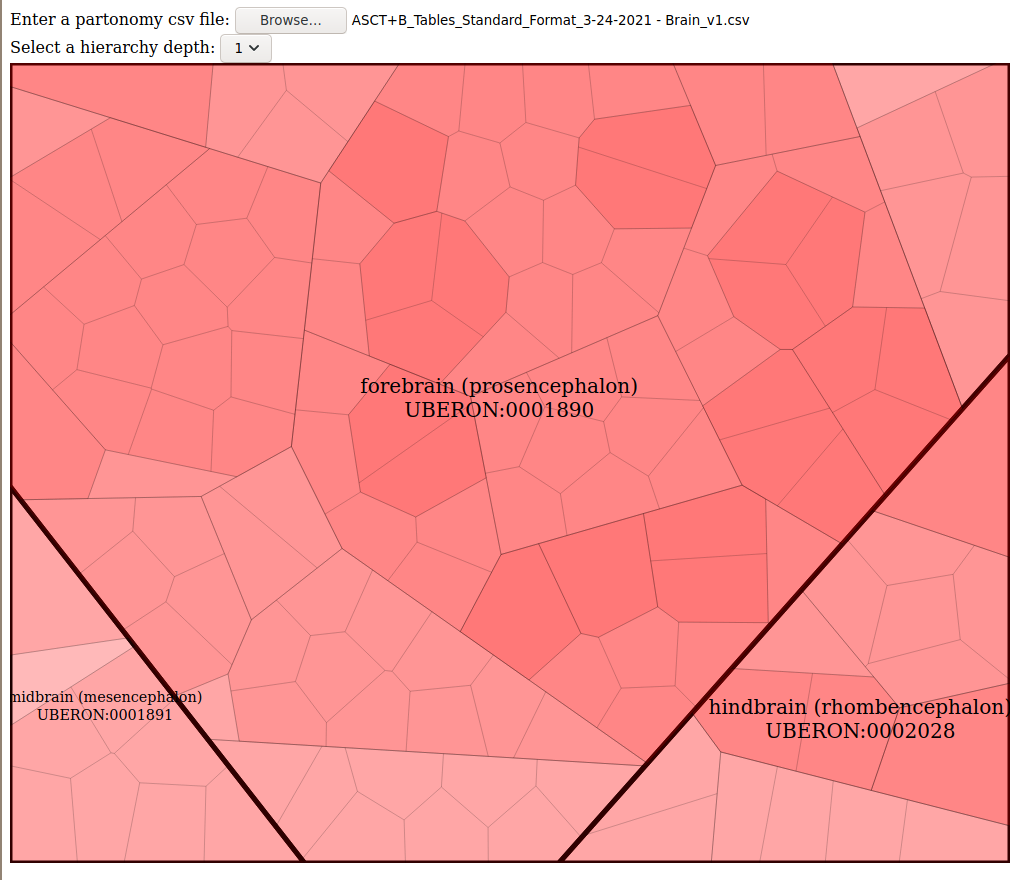 Enter a partonomy csv file: Browse... ASCT+B_Tables_Standard_Format_3-24-2021 - Brain_v1.csv
Select a hierarchy depth: 1
forebrain (prosencephalon)
UBERON:0001890
midbrain (mesencephalon)
UBERON:0001891
hindbrain (rhombencephalon)
UBERON:0002028